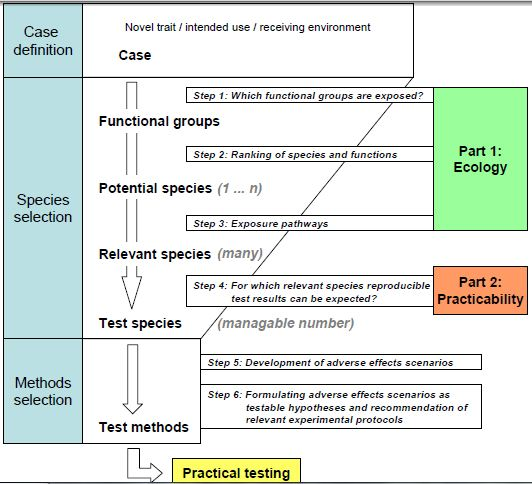 Case
definition
Novel trait / intended use / receiving environment
Case
Step 1: Which functional groups are exposed?
Functional groups
Part 1:
Ecology
Step 2: Ranking of species and functions
Species
selection
Potential species (1 ... n)
Step 3: Exposure pathways
Relevant species (many)
Step 4: For which relevant species reproducible
test results can be expected?
Part 2:
Practicability
Test species (managable number)
Methods
selection
Step 5: Development of adverse effects scenarios
Step 6: Formulating adverse effects scenarios as
testable hypotheses and recommendation of
relevant experimental protocols
Test methods
Practical testing